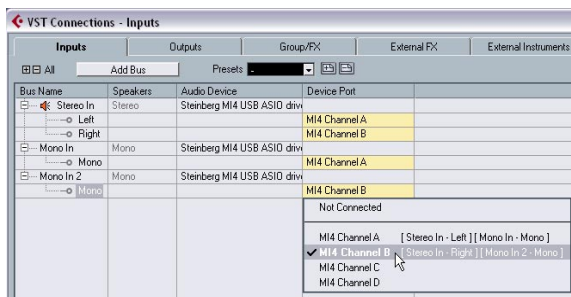 VST Connections - Inputs
Inputs Outputs Group/FX External FX External Instruments
All Add Bus Presets -
Bus Name Speakers Audio Device Device Port
Stereo In Stereo Steinberg MI4 USB ASIO drive
Left MI4 Channel A
Right MI4 Channel B
Mono In Mono Steinberg MI4 USB ASIO drive
Mono MI4 Channel A
Mono In 2 Mono Steinberg MI4 USB ASIO drive
Mono MI4 Channel B
Not Connected
MI4 Channel A [ Stereo In - Left ] [ Mono In - Mono ]
MI4 Channel B [ Stereo In - Right ] [ Mono In 2 - Mono ]
MI4 Channel C
MI4 Channel D